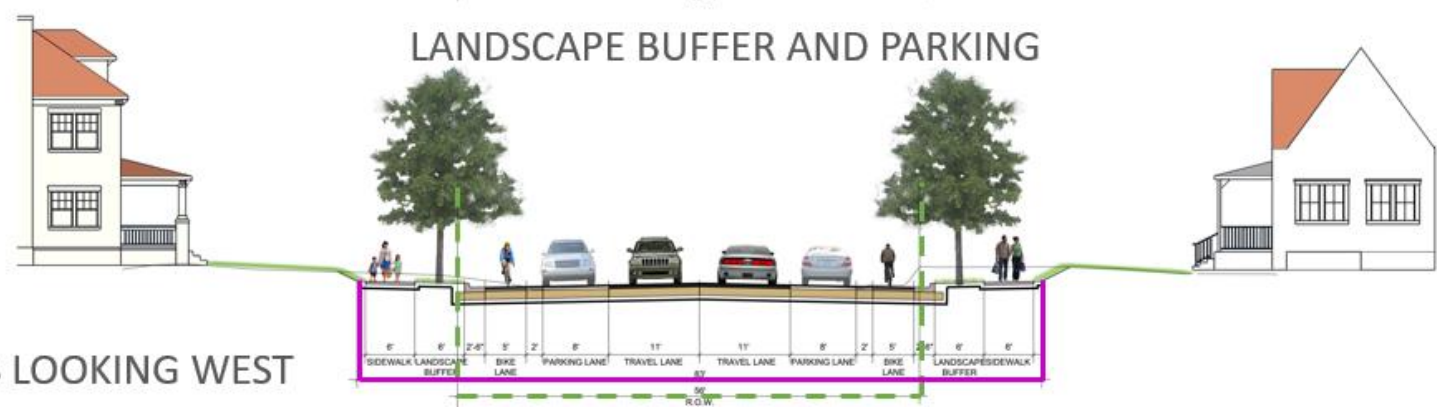 LANDSCAPE BUFFER AND PARKING
6' 6' 2'-6" 5' 2' 8' 11' 11' 8' 2' 5' 2'-6" 6' 6'
SIDEWALK LANDSCAPE BUFFER BIKE LANE PARKING LANE TRAVEL LANE TRAVEL LANE PARKING LANE BIKE LANE LANDSCAPE BUFFER SIDEWALK
LOOKING WEST
83'
56'
R.O.W.